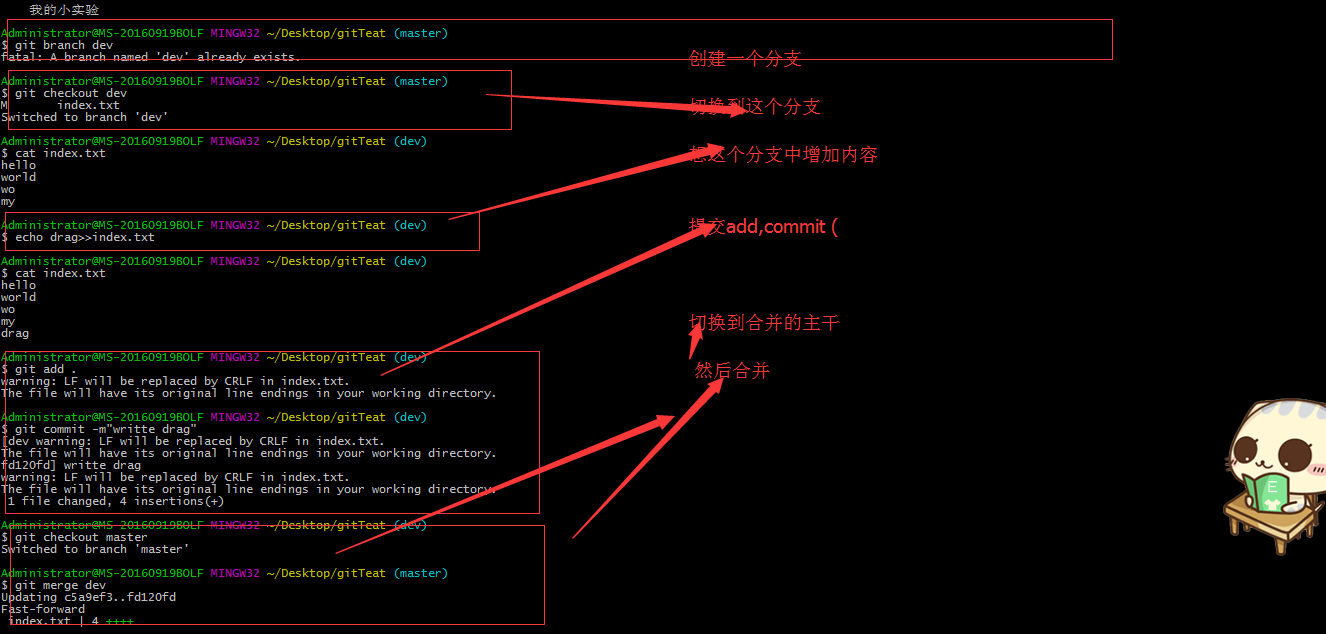 我的小实验
Administrator@MS-20160919BOLF MINGW32 ~/Desktop/gitTeat (master)
$ git branch dev
fatal: A branch named 'dev' already exists.
创建一个分支
Administrator@MS-20160919BOLF MINGW32 ~/Desktop/gitTeat (master)
$ git checkout dev
M index.txt
切换到这个分支
Switched to branch 'dev'
Administrator@MS-20160919BOLF MINGW32 ~/Desktop/gitTeat (dev)
$ cat index.txt
想这个分支中增加内容
hello
world
wo
my
Administrator@MS-20160919BOLF MINGW32 ~/Desktop/gitTeat (dev)
提交add,commit (
$ echo drag>>index.txt
Administrator@MS-20160919BOLF MINGW32 ~/Desktop/gitTeat (dev)
$ cat index.txt
hello
world
wo
my
切换到合并的主干
drag
Administrator@MS-20160919BOLF MINGW32 ~/Desktop/gitTeat (dev)
$ git add .
然后合并
warning: LF will be replaced by CRLF in index.txt.
The file will have its original line endings in your working directory.
Administrator@MS-20160919BOLF MINGW32 ~/Desktop/gitTeat (dev)
$ git commit -m"writte drag"
[dev warning: LF will be replaced by CRLF in index.txt.
The file will have its original line endings in your working directory.
fd120fd] writte drag
warning: LF will be replaced by CRLF in index.txt.
The file will have its original line endings in your working directory.
1 file changed, 4 insertions(+)
Administrator@MS-20160919BOLF MINGW32 ~/Desktop/gitTeat (dev)
$ git checkout master
Switched to branch 'master'
Administrator@MS-20160919BOLF MINGW32 ~/Desktop/gitTeat (master)
$ git merge dev
Updating c5a9ef3..fd120fd
Fast-forward
index.txt | 4 ++++
E